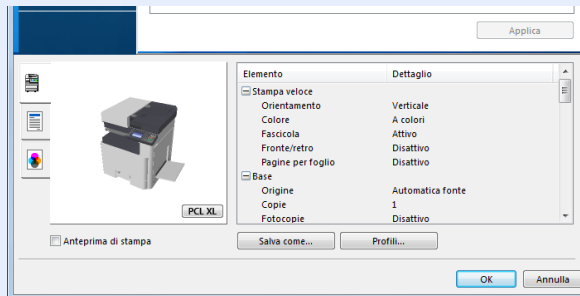 Applica
Elemento Dettaglio
Stampa veloce
Orientamento Verticale
Colore A colori
Fascicola Attivo
Fronte/retro Disattivo
Pagine per foglio Disattivo
Base
Origine Automatica fonte
Copie 1
Fotocopie Disattivo
PCL XL
Anteprima di stampa Salva come... Profili...
OK Annulla